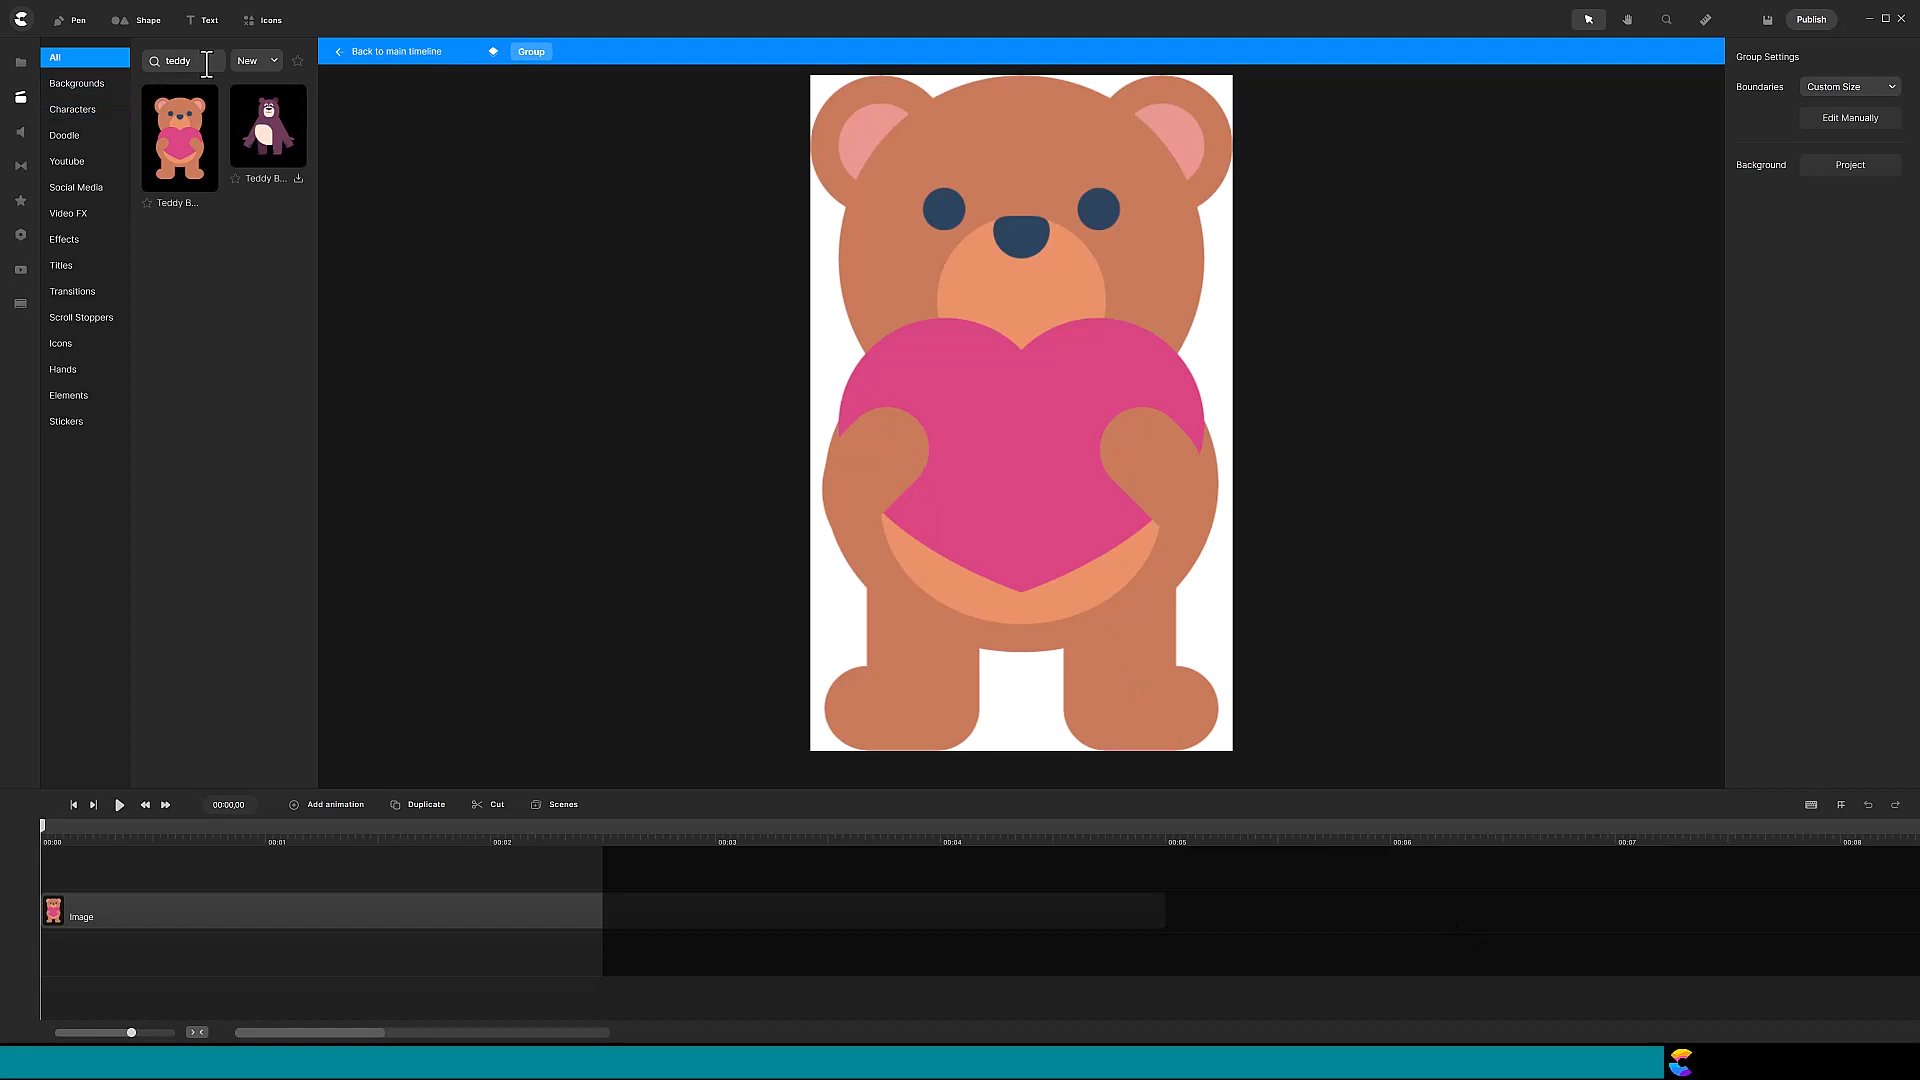 Pen
Shape
Text
Icons
Publish
All
Backgrounds
Characters
Doodle
Youtube
Social Media
Video FX
Effects
Titles
Transitions
Scroll Stoppers
Icons
Hands
Elements
Stickers
teddy
New
Teddy B...
Teddy B...
Back to main timeline
Group
Group Settings
Boundaries
Custom Size
Edit Manually
Background
Project
00:00,00
Add animation
Duplicate
Cut
Scenes
00:00
00:01
00:02
00:03
00:04
00:05
00:06
00:07
00:08
Image